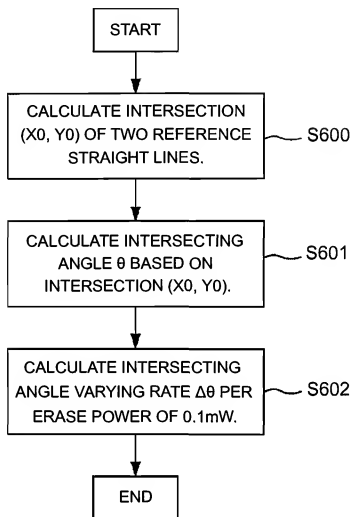 START
CALCULATE INTERSECTION
(X0, Y0) OF TWO REFERENCE
STRAIGHT LINES.
S600
CALCULATE INTERSECTING
ANGLE θ BASED ON
INTERSECTION (X0, Y0).
S601
CALCULATE INTERSECTING
ANGLE VARYING RATE Δθ PER
ERASE POWER OF 0.1mW.
S602
END